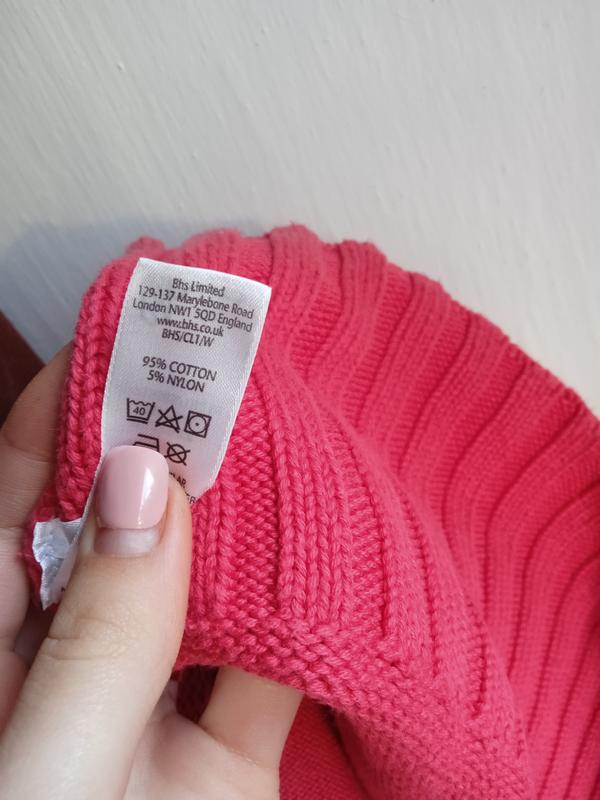 Bhs Limited
129-137 Marylebone Road
London NW1 5QD England
www.bhs.co.uk
BHS/CL1/W
95% COTTON
5% NYLON
40